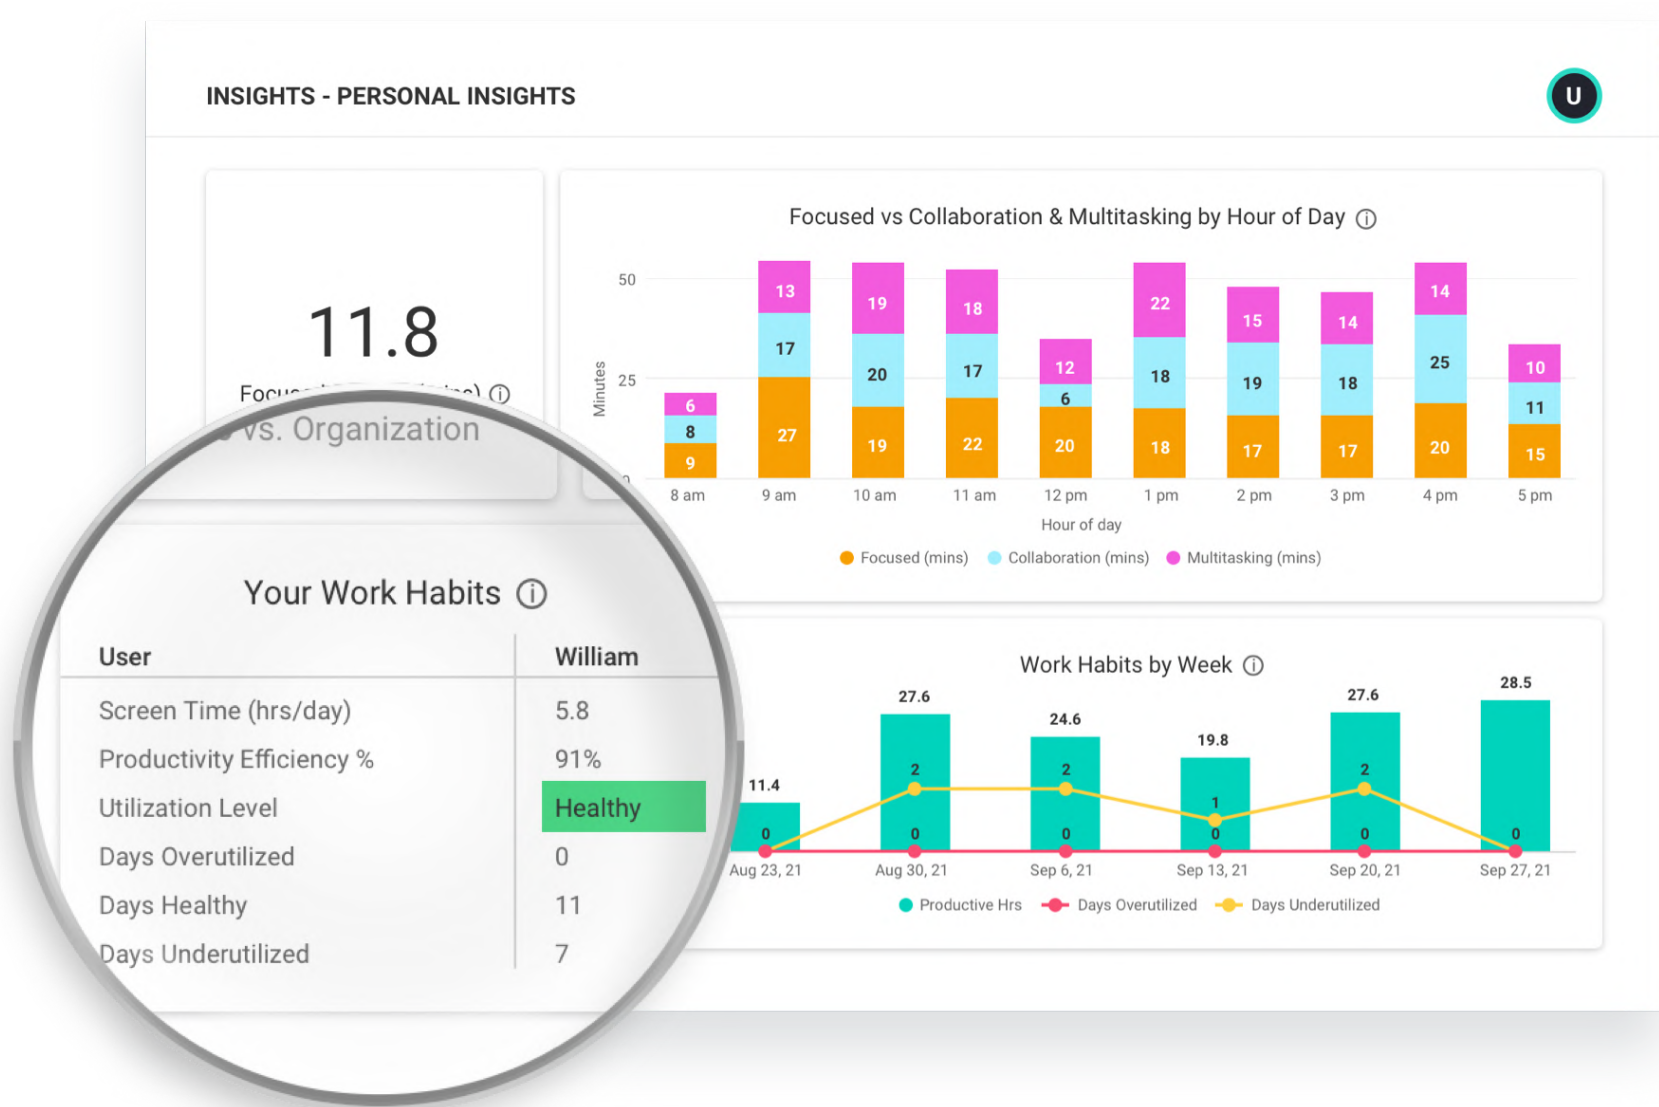 INSIGHTS - PERSONAL INSIGHTS
U
11.8
vs. Organization
Focused vs Collaboration & Multitasking by Hour of Day
Minutes
50
25
0
6 13 19 18 12 22 15 14 14 10
8 17 20 17 6 18 19 18 25 11
9 27 19 22 20 18 17 17 20 15
8 am 9 am 10 am 11 am 12 pm 1 pm 2 pm 3 pm 4 pm 5 pm
Hour of day
Focused (mins) Collaboration (mins) Multitasking (mins)
Your Work Habits
User William
Screen Time (hrs/day) 5.8
Productivity Efficiency % 91%
Utilization Level Healthy
Days Overutilized 0
Days Healthy 11
Days Underutilized 7
Work Habits by Week
11.4 27.6 24.6 19.8 27.6 28.5
2 2 1 2
0 0 0 0 0 0
Aug 23, 21 Aug 30, 21 Sep 6, 21 Sep 13, 21 Sep 20, 21 Sep 27, 21
Productive Hrs Days Overutilized Days Underutilized